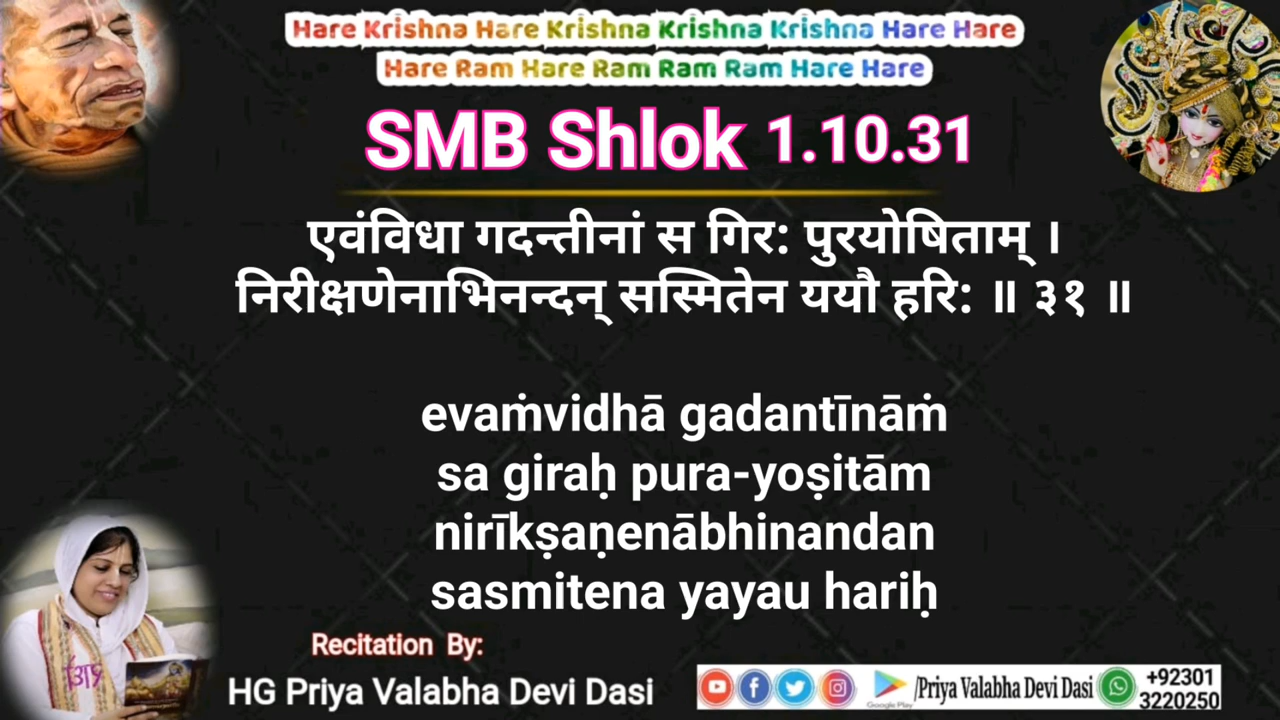 Hare Krishna Hare Krishna Krishna Krishna Hare Hare
Hare Ram Hare Ram Ram Ram Hare Hare
SMB Shlok 1.10.31
एवंविधा गदन्तीनां स गिर: पुरयोषिताम् ।
निरीक्षणेनाभिनन्दन् सस्मितेन ययौ हरि: ॥ ३१ ॥
evaṁvidhā gadantīnāṁ
sa giraḥ pura-yoṣitām
nirīkṣaṇenābhinandan
sasmitena yayau hariḥ
Recitation By:
HG Priya Valabha Devi Dasi
Google Play
/Priya Valabha Devi Dasi
+92301
3220250